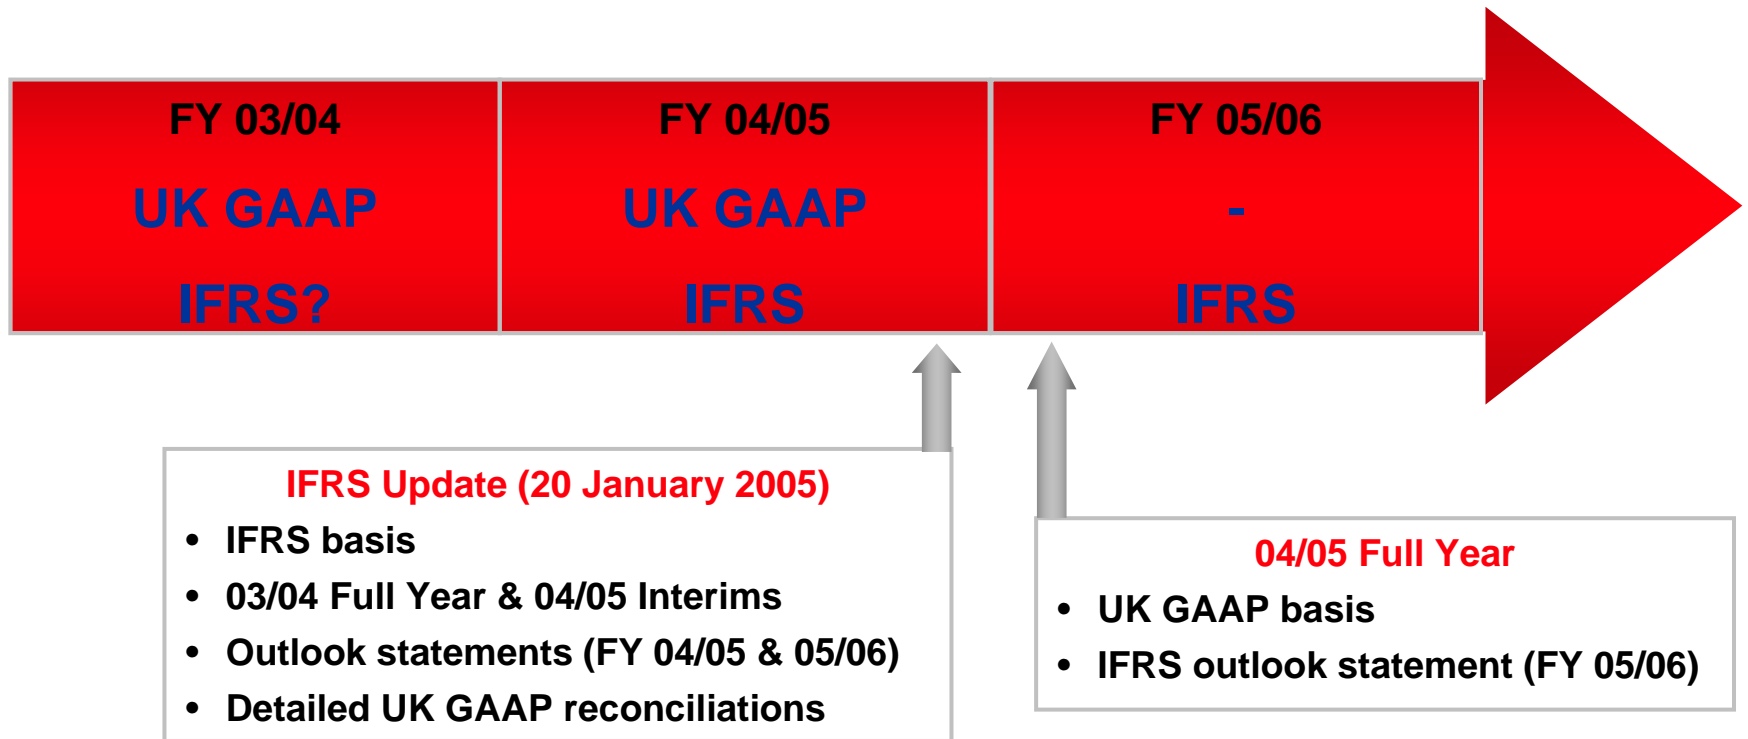 FY 03/04
UK GAAP
IFRS?
FY 04/05
UK GAAP
IFRS
FY 05/06
-
IFRS
IFRS Update (20 January 2005)
• IFRS basis
• 03/04 Full Year & 04/05 Interims
• Outlook statements (FY 04/05 & 05/06)
• Detailed UK GAAP reconciliations
04/05 Full Year
• UK GAAP basis
• IFRS outlook statement (FY 05/06)